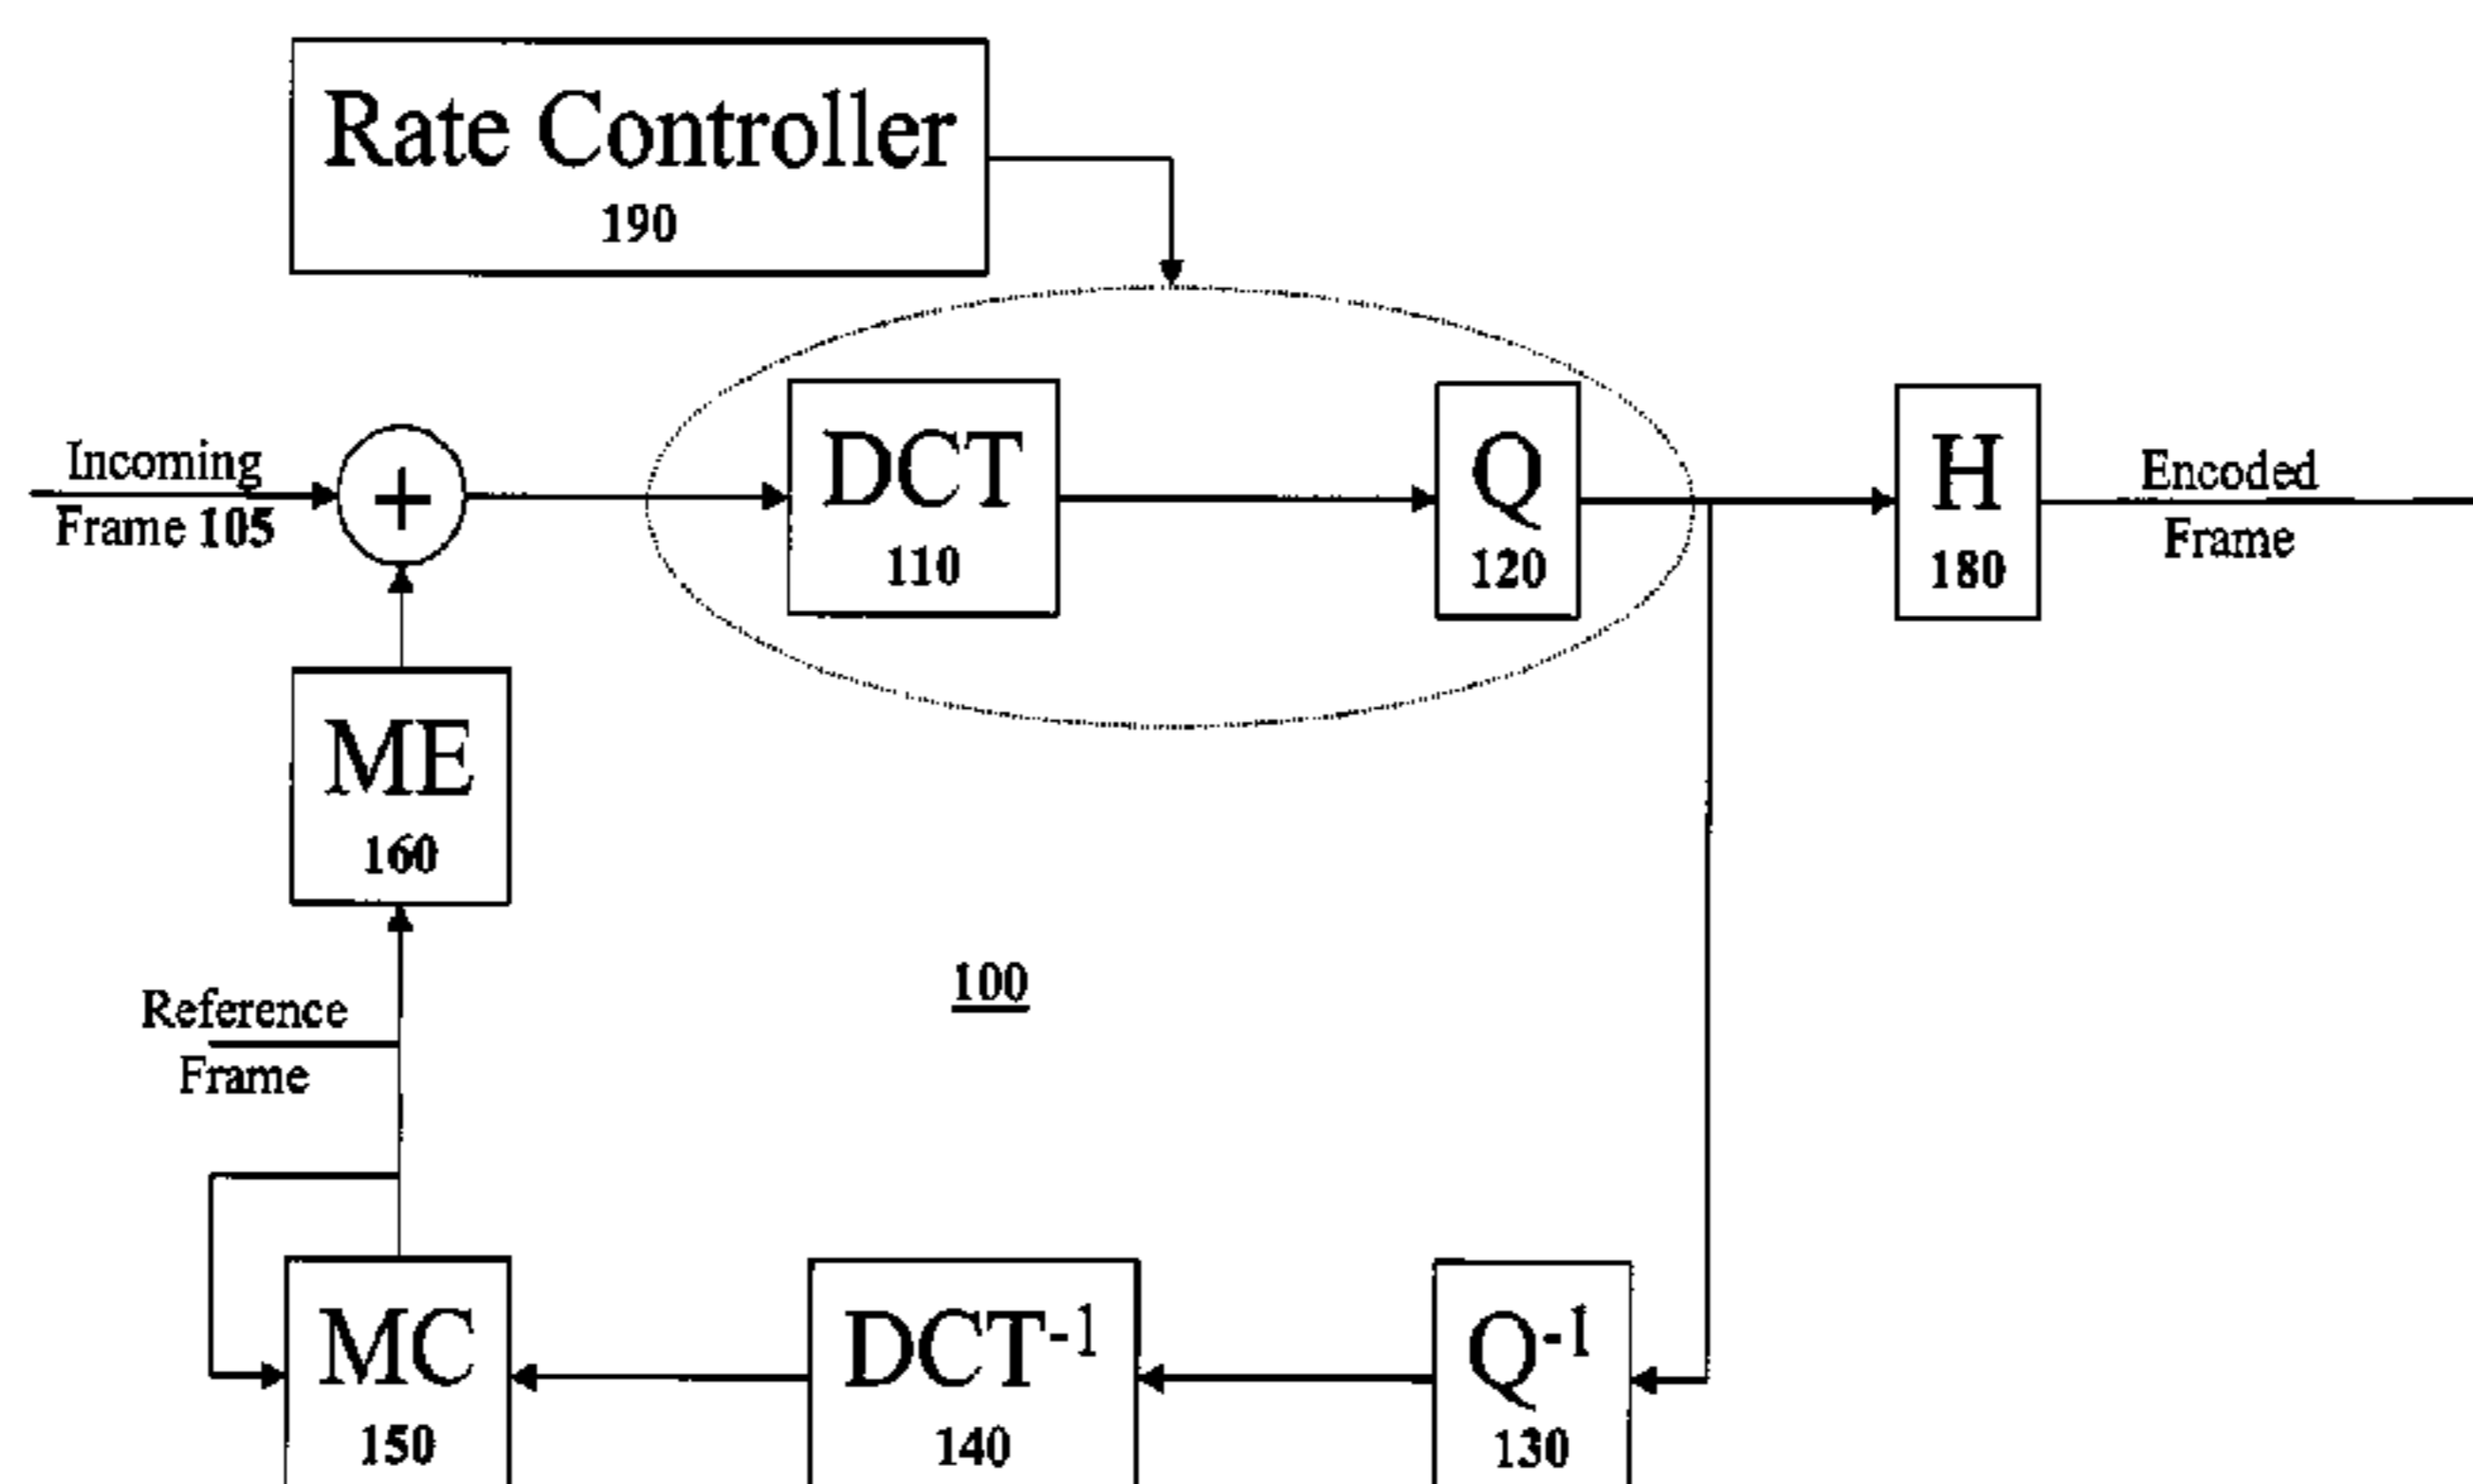 Rate Controller
190
Incoming
Frame 105
+
DCT
110
Q
120
H
180
Encoded
Frame
ME
160
100
Reference
Frame
MC
150
DCT-1
140
Q-1
130